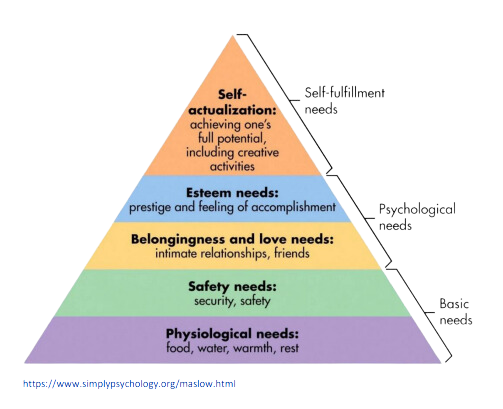 Self-
actualization:
achieving one's
full potential,
including creative
activities
Self-fulfillment
needs
Esteem needs:
prestige and feeling of accomplishment
Psychological
needs
Belongingness and love needs:
intimate relationships, friends
Safety needs:
security, safety
Basic
needs
Physiological needs:
food, water, warmth, rest
https://www.simplypsychology.org/maslow.html